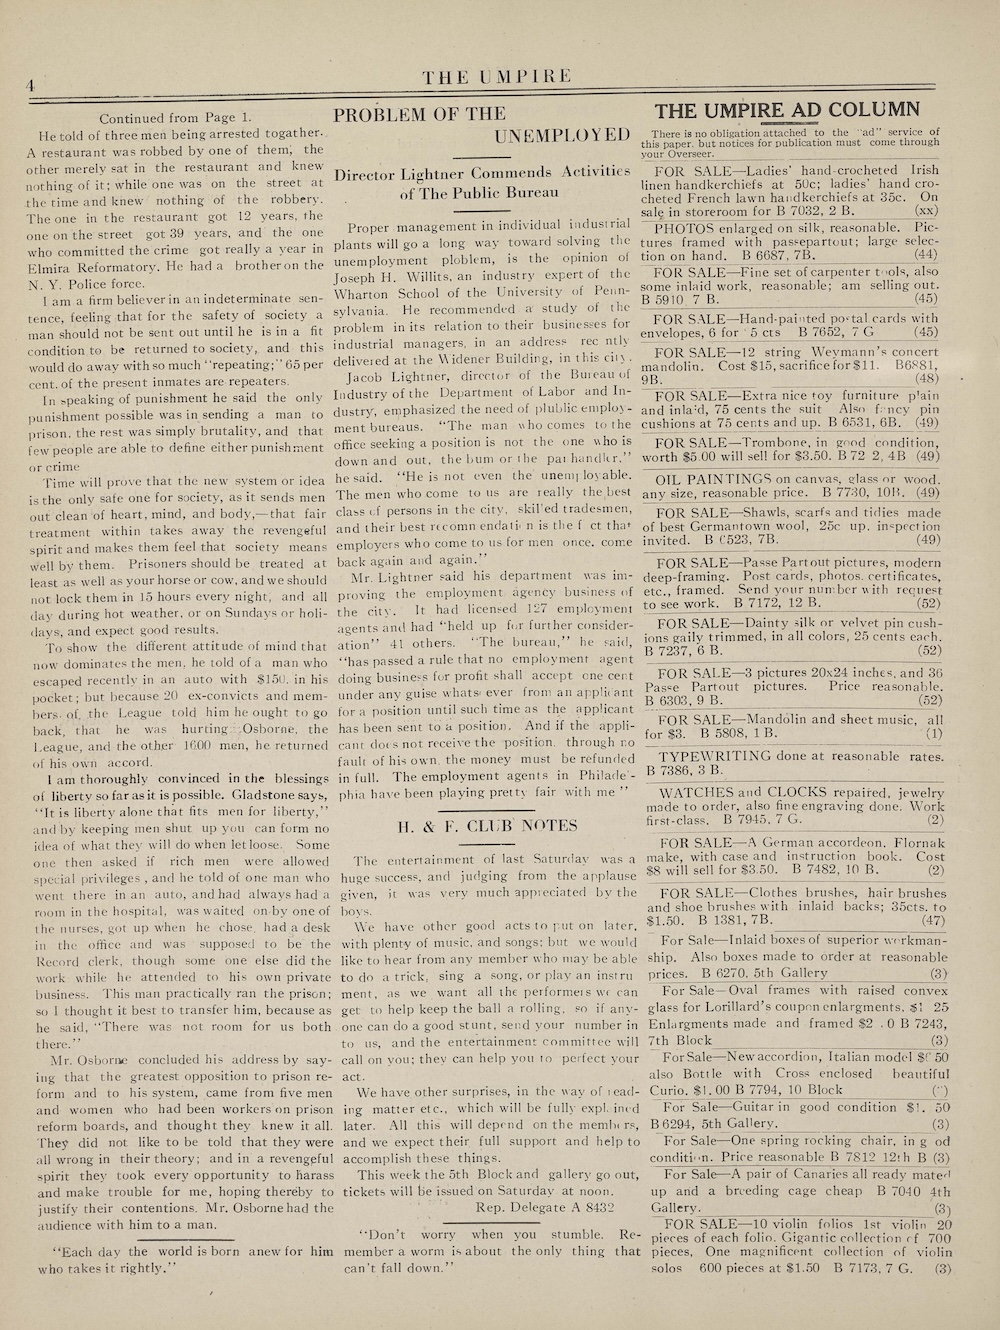 4
THE UMPIRE
Continued from Page 1.
He told of three men being arrested togather.
A restaurant was robbed by one of them, the
other merely sat in the restaurant and knew
nothing of it; while one was on the street at
the time and knew nothing of the robbery.
The one in the restaurant got 12 years, the
one on the street got 39 years, and the one
who committed the crime got really a year in
Elmira Reformatory. He had a brother on the
N. Y. Police force.
I am a firm believer in an indeterminate sen-
tence, feeling that for the safety of society a
man should not be sent out until he is in a fit
condition to be returned to society, and this
would do away with so much "repeating;" 65 per
cent. of the present inmates are repeaters.
In speaking of punishment he said the only
punishment possible was in sending a man to
prison, the rest was simply brutality, and that
few people are able to define either punishment
or crime
Time will prove that the new system or idea
is the only safe one for society, as it sends men
out clean of heart, mind, and body,—that fair
treatment within takes away the revengeful
spirit and makes them feel that society means
well by them. Prisoners should be treated at
least as well as your horse or cow, and we should
not lock them in 15 hours every night, and all
day during hot weather, or on Sundays or holi-
days, and expect good results.
To show the different attitude of mind that
now dominates the men, he told of a man who
escaped recently in an auto with $150. in his
pocket; but because 20 ex-convicts and mem-
bers of the League told him he ought to go
back, that he was hurting Osborne, the
League, and the other 1600 men, he returned
of his own accord.
I am thoroughly convinced in the blessings
of liberty so far as it is possible. Gladstone says,
"It is liberty alone that fits men for liberty,"
and by keeping men shut up you can form no
idea of what they will do when let loose. Some
one then asked if rich men were allowed
special privileges, and he told of one man who
went there in an auto, and had always had a
room in the hospital, was waited on by one of
the nurses, got up when he chose, had a desk
in the office and was supposed to be the
Record clerk, though some one else did the
work while he attended to his own private
business. This man practically ran the prison;
so I thought it best to transfer him, because as
he said, "There was not room for us both
there."
Mr. Osborne concluded his address by say-
ing that the greatest opposition to prison re-
form and to his system, came from five men
and women who had been workers on prison
reform boards, and thought they knew it all.
They did not like to be told that they were
all wrong in their theory; and in a revengeful
spirit they took every opportunity to harass
and make trouble for me, hoping thereby to
justify their contentions. Mr. Osborne had the
audience with him to a man.
"Each day the world is born anew for him
who takes it rightly."
PROBLEM OF THE
UNEMPLOYED
Director Lightner Commends Activities
of The Public Bureau
Proper management in individual industrial
plants will go a long way toward solving the
unemployment ploblem, is the opinion of
Joseph H. Willits, an industry expert of the
Wharton School of the University of Penn-
sylvania. He recommended a study of the
problem in its relation to their businesses for
industrial managers, in an address rec ntly
delivered at the Widener Building, in this city.
Jacob Lightner, director of the Bureau of
Industry of the Department of Labor and In-
dustry, emphasized the need of plublic employ-
ment bureaus. "The man who comes to the
office seeking a position is not the one who is
down and out, the bum or the panhandler,"
he said. "He is not even the unemployable.
The men who come to us are really the best
class of persons in the city, skilled tradesmen,
and their best recomn endati n is the f ct that
employers who come to us for men once, come
back again and again."
Mr. Lightner said his department was im-
proving the employment agency business of
the city. It had licensed 127 employment
agents and had "held up for further consider-
ation" 41 others. "The bureau," he said,
"has passed a rule that no employment agent
doing business for profit shall accept one cent
under any guise whatsoever from an applicant
for a position until such time as the applicant
has been sent to a position. And if the appli-
cant does not receive the position, through no
fault of his own, the money must be refunded
in full. The employment agents in Philadel-
phia have been playing pretty fair with me"
H. & F. CLUB NOTES
The entertainment of last Saturday was a
huge success, and judging from the applause
given, it was very much appreciated by the
boys.
We have other good acts to put on later,
with plenty of music, and songs; but we would
like to hear from any member who may be able
to do a trick, sing a song, or play an instru
ment, as we want all the performers we can
get to help keep the ball a rolling, so if any-
one can do a good stunt, send your number in
to us, and the entertainment committee will
call on you; they can help you to perfect your
act.
We have other surprises, in the way of read-
ing matter etc., which will be fully expl. ined
later. All this will depend on the members,
and we expect their full support and help to
accomplish these things.
This week the 5th Block and gallery go out,
tickets will be issued on Saturday at noon.
Rep. Delegate A 8432
"Don't worry when you stumble. Re-
member a worm is about the only thing that
can't fall down."
THE UMPIRE AD COLUMN
There is no obligation attached to the "ad" service of
this paper, but notices for publication must come through
your Overseer.
FOR SALE—Ladies' hand-crocheted Irish
linen handkerchiefs at 50c; ladies' hand cro-
cheted French lawn handkerchiefs at 35c. On
sale in storeroom for B 7032, 2 B. (xx)
PHOTOS enlarged on silk, reasonable. Pic-
tures framed with passepartout; large selec-
tion on hand. B 6687, 7B. (44)
FOR SALE—Fine set of carpenter tools, also
some inlaid work, reasonable; am selling out.
B 5910 7 B. (45)
FOR SALE—Hand-painted postal cards with
envelopes, 6 for 5 cts B 7652, 7 G (45)
FOR SALE—12 string Weymann's concert
mandolin. Cost $15, sacrifice for $11. B6881,
9B. (48)
FOR SALE—Extra nice toy furniture plain
and inlaid, 75 cents the suit Also fancy pin
cushions at 75 cents and up. B 6531, 6B. (49)
FOR SALE—Trombone, in good condition,
worth $5.00 will sell for $3.50. B 72 2, 4B (49)
OIL PAINTINGS on canvas, glass or wood.
any size, reasonable price. B 7730, 10B. (49)
FOR SALE—Shawls, scarfs and tidies made
of best Germantown wool, 25c up. inspection
invited. B 6523, 7B. (49)
FOR SALE—Passe Partout pictures, modern
deep-framing. Post cards, photos. certificates,
etc., framed. Send your number with request
to see work. B 7172, 12 B. (52)
FOR SALE—Dainty silk or velvet pin cush-
ions gaily trimmed, in all colors, 25 cents each.
B 7237, 6 B. (52)
FOR SALE—3 pictures 20x24 inches, and 36
Passe Partout pictures. Price reasonable.
B 6303, 9 B. (52)
FOR SALE—Mandolin and sheet music, all
for $3. B 5808, 1 B. (1)
TYPEWRITING done at reasonable rates.
B 7386, 3 B.
WATCHES and CLOCKS repaired, jewelry
made to order, also fine engraving done. Work
first-class. B 7945, 7 G. (2)
FOR SALE—A German accordeon. Flornak
make, with case and instruction book. Cost
$8 will sell for $3.50. B 7482, 10 B. (2)
FOR SALE—Clothes brushes, hair brushes
and shoe brushes with inlaid backs; 35cts. to
$1.50. B 1381, 7B. (47)
For Sale—Inlaid boxes of superior workman-
ship. Also boxes made to order at reasonable
prices. B 6270, 5th Gallery (3)
For Sale—Oval frames with raised convex
glass for Lorillard's coupon enlargments. $1 25
Enlargments made and framed $2 . 0 B 7243,
7th Block (3)
For Sale—New accordion, Italian model 50
also Bottle with Cross enclosed beautiful
Curio. $1.00 B 7794, 10 Block
For Sale—Guitar in good condition $1. 50
B 6294, 5th Gallery. (3)
For Sale—One spring rocking chair, in g od
condition. Price reasonable B 7812 12th B (3)
For Sale—A pair of Canaries all ready mated
up and a breeding cage cheap B 7040 4th
Gallery. (3)
FOR SALE—10 violin folios 1st violin 20
pieces of each folio. Gigantic collection of 700
pieces, One magnificent collection of violin
solos 600 pieces at $1.50 B 7173, 7 G. (3)